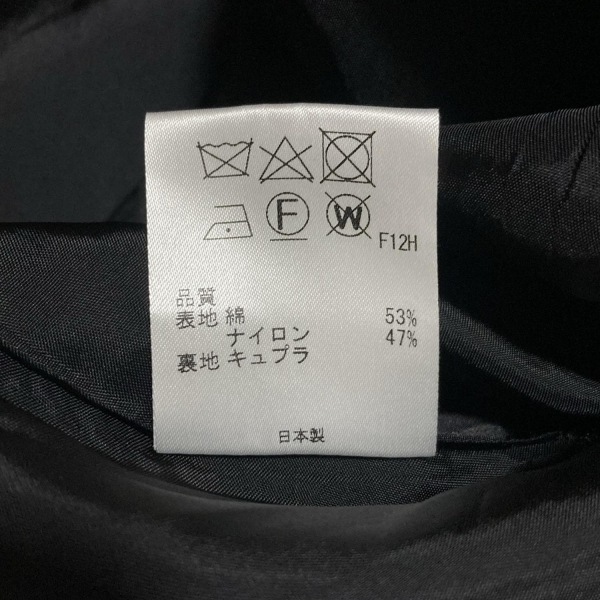 F W F12H
品質
表地 綿 53%
ナイロン 47%
裏地 キュプラ
日本製